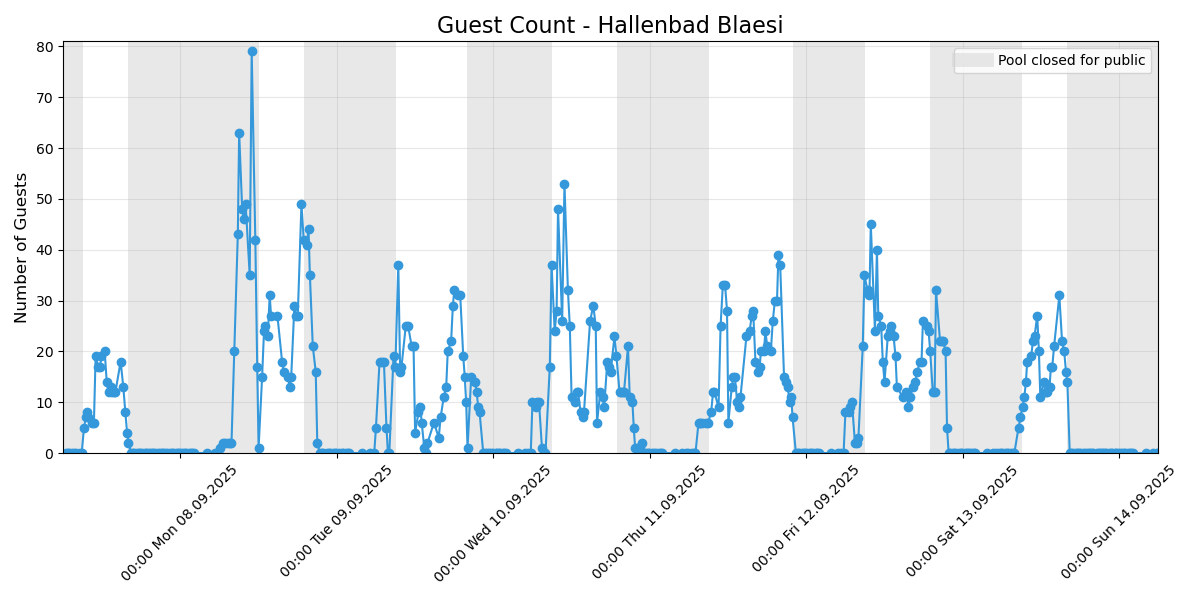 Guest Count - Hallenbad Blaesi
Pool closed for public
Number of Guests
80
70
60
50
40
30
20
10
0
00:00 Mon 08.09.2025
00:00 Tue 09.09.2025
00:00 Wed 10.09.2025
00:00 Thu 11.09.2025
00:00 Fri 12.09.2025
00:00 Sat 13.09.2025
00:00 Sun 14.09.2025